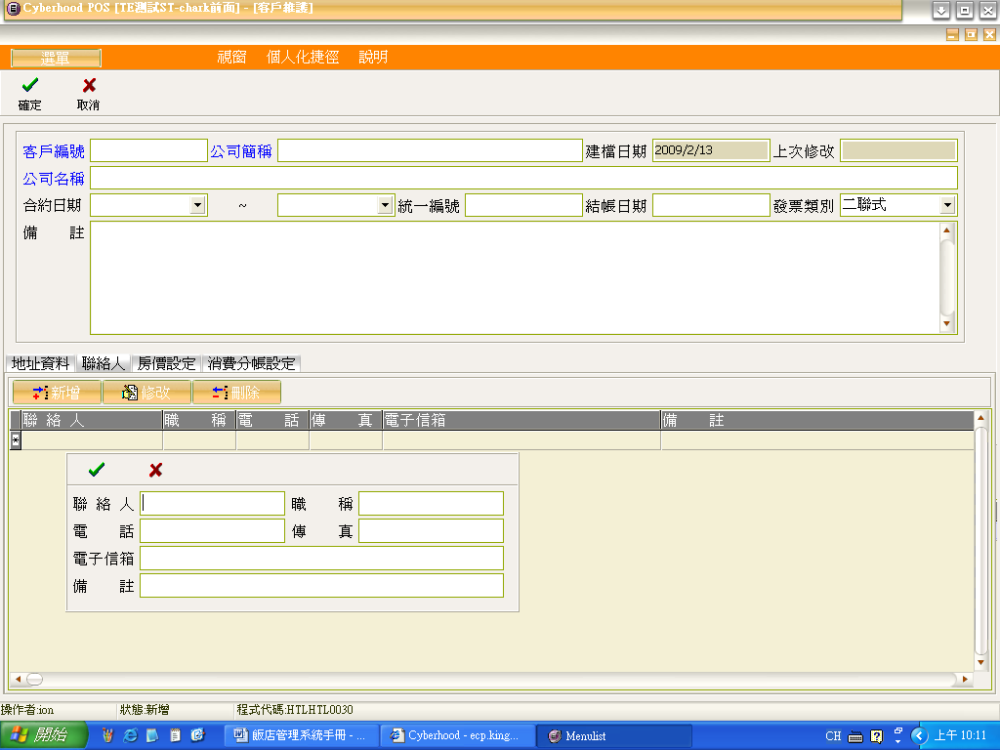 Cyberhood POS [TE測試ST-chark前面] - [客戶維護]
選單 視窗 個人化捷徑 說明
確定 取消
客戶編號 公司簡稱 建檔日期 2009/2/13 上次修改
公司名稱
合約日期 ~ 統一編號 結帳日期 發票類別 二聯式
備 註
地址資料 聯絡人 房價設定 消費分帳設定
新增 修改 刪除
聯 絡 人 職 稱 電 話 傳 真 電子信箱 備 註
聯 絡 人 職 稱
電 話 傳 真
電子信箱
備 註
操作者:ion 狀態:新增 程式代碼:HTLHTL0030
開始 飯店管理系統手冊 - ... Cyberhood - ecp.king... Menulist CH 上午 10:11